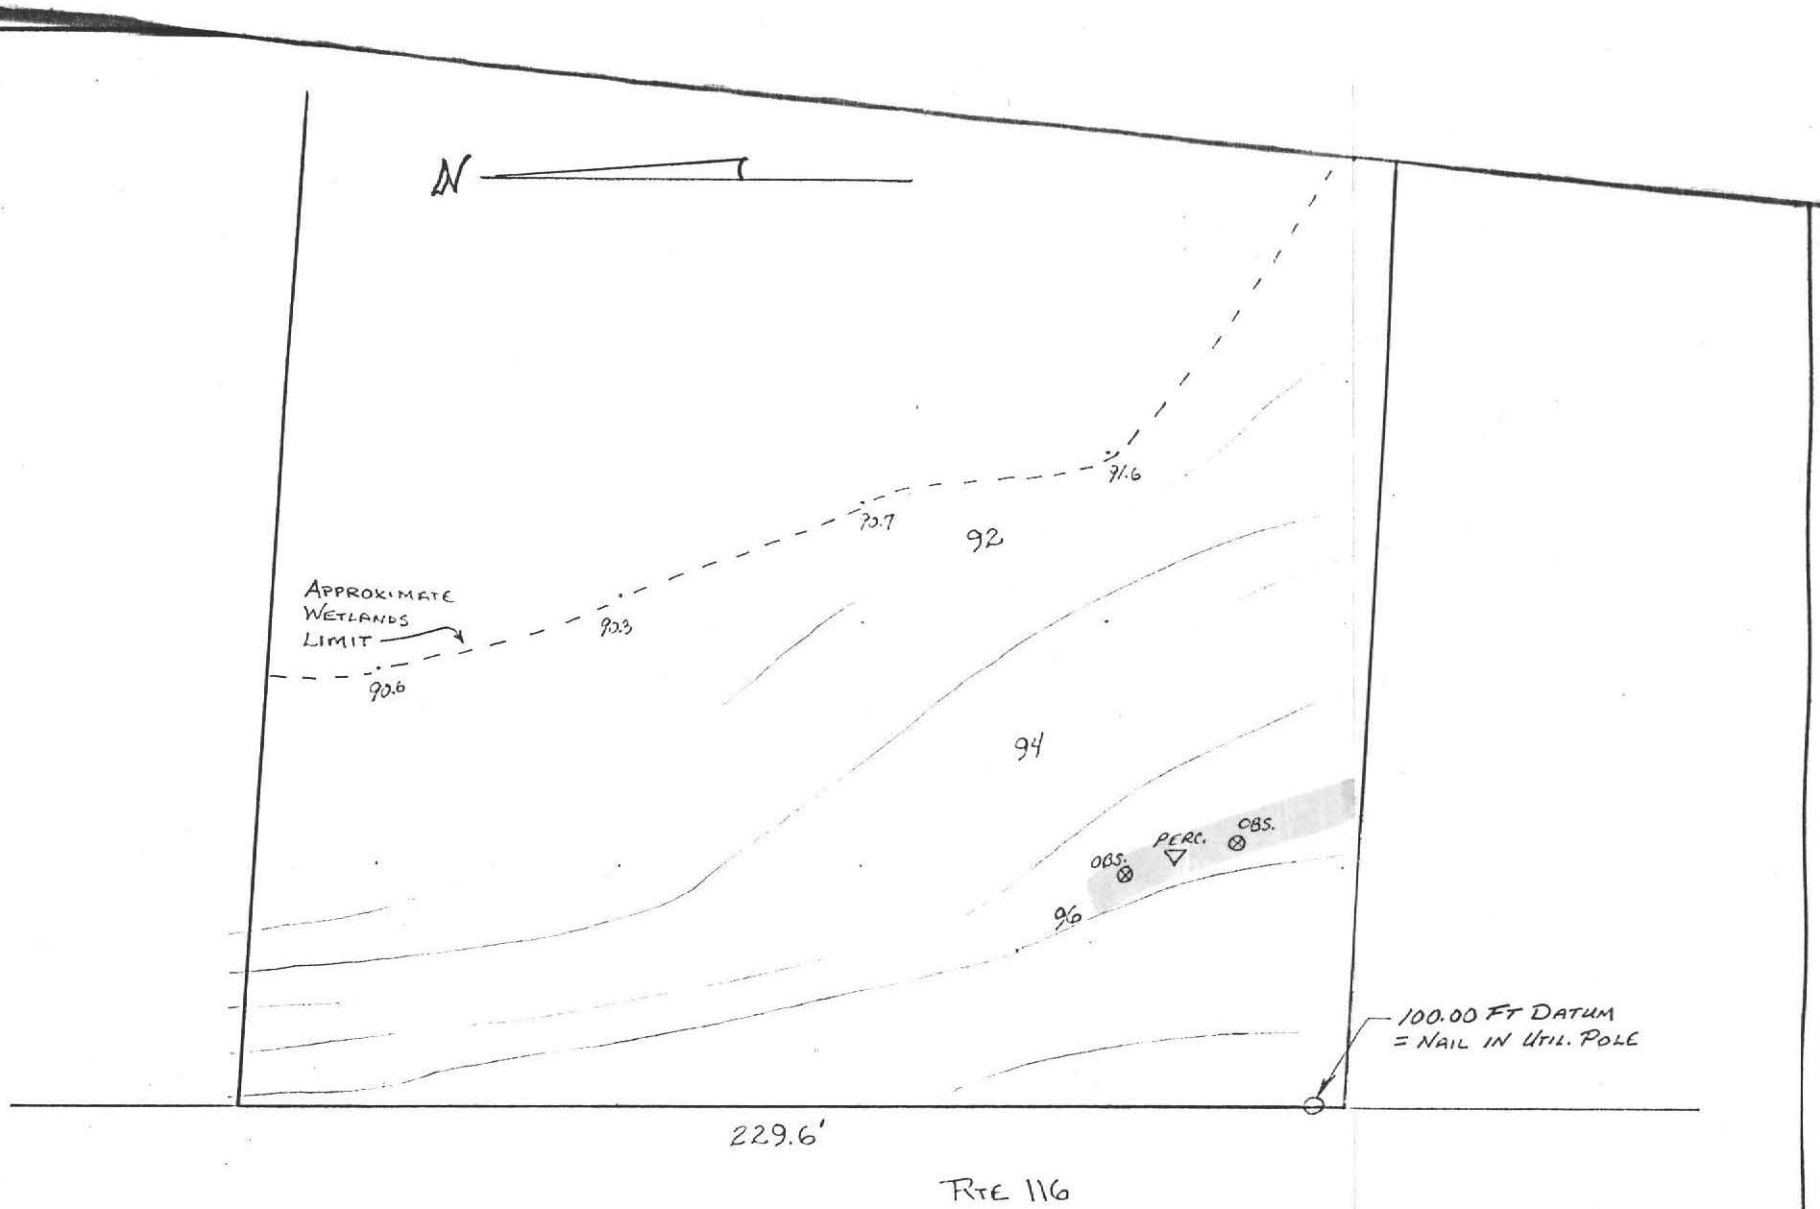 N
91.6
90.7
92
APPROXIMATE
WETLANDS
LIMIT
90.3
90.6
94
OBS.
PERC.
OBS.
96
100.00 FT DATUM
= NAIL IN UTIL. POLE
229.6'
RTE 116